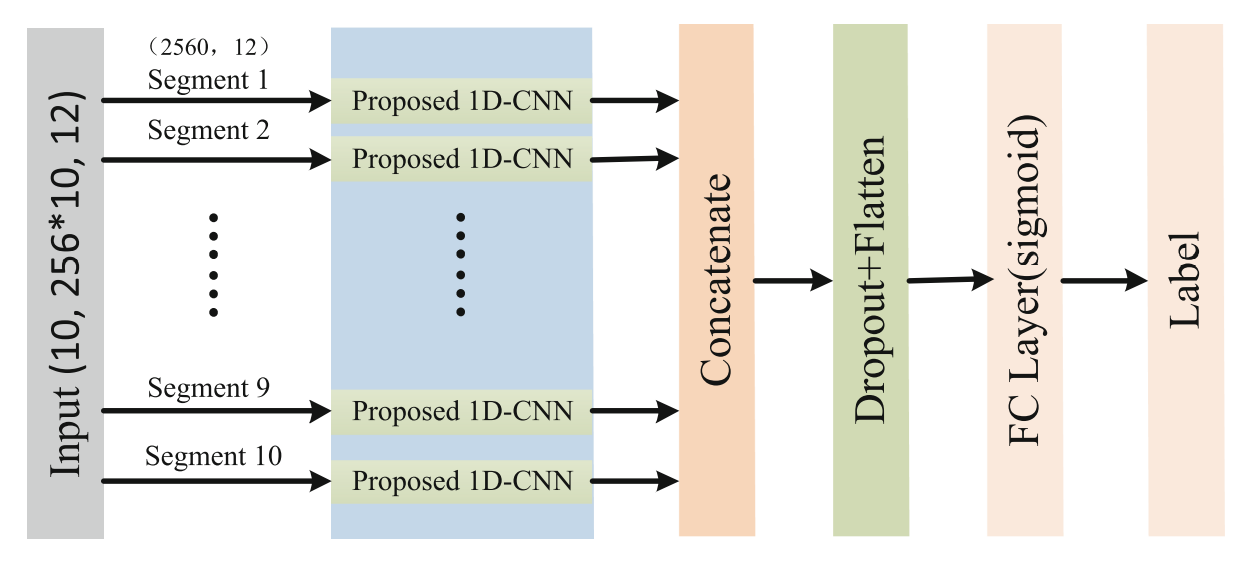 Input (10, 256*10, 12)
（2560，12）
Segment 1
Segment 2
Segment 9
Segment 10
Proposed 1D-CNN
Proposed 1D-CNN
Proposed 1D-CNN
Proposed 1D-CNN
Concatenate
Dropout+Flatten
FC Layer(sigmoid)
Label